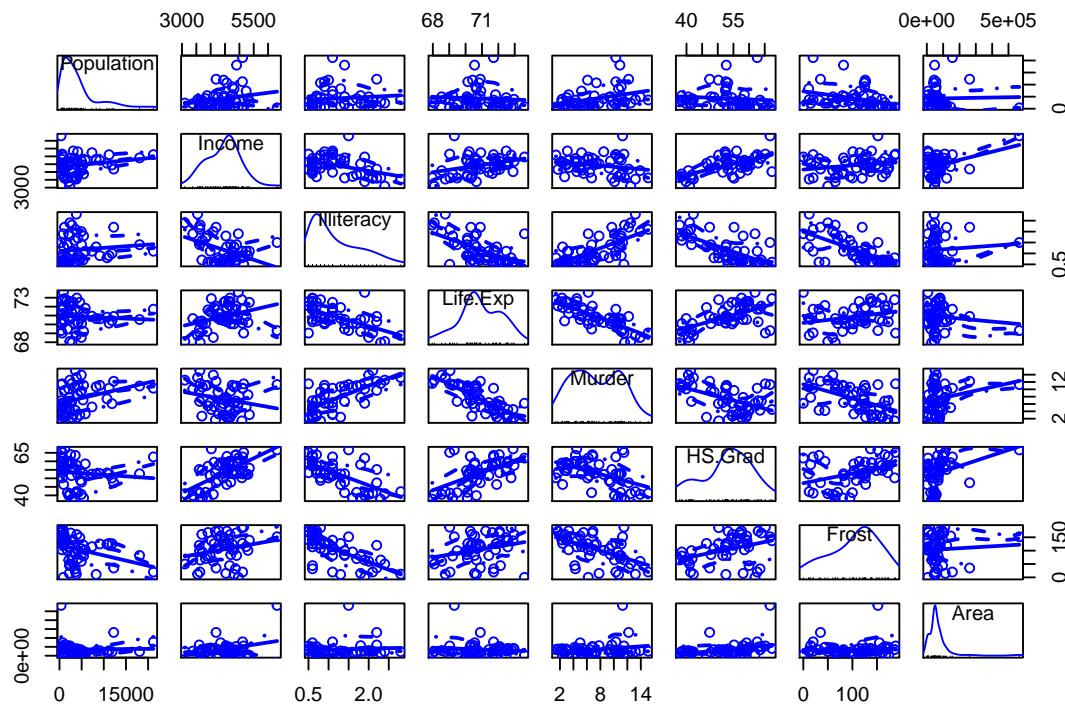 3000 5500
68 71
40 55
0e+00 5e+05
Population
0
Income
3000
Illiteracy
0.5
Life.Exp
68 73
Murder
2 12
HS.Grad
40 65
Frost
0 150
Area
0e+00
0 15000
0.5 2.0
2 8 14
0 100